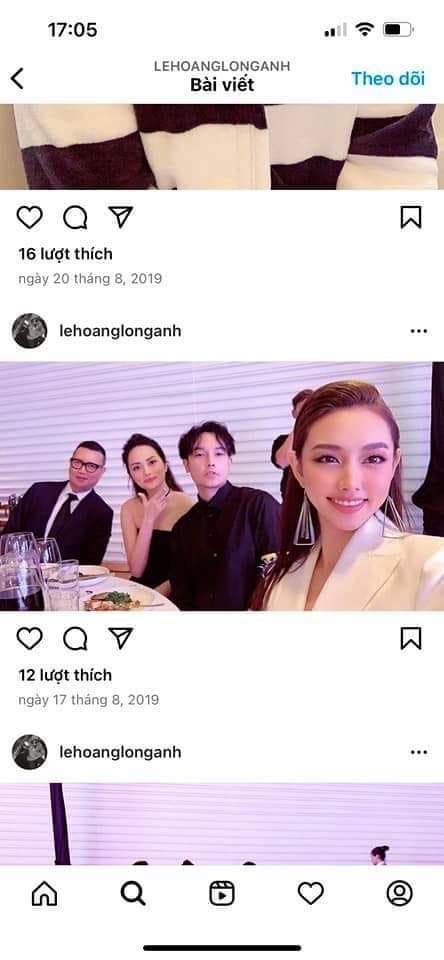 17:05
LEHOANGLONGANH
Bài viết
Theo dõi
16 lượt thích
ngày 20 tháng 8, 2019
lehoanglonganh
12 lượt thích
ngày 17 tháng 8, 2019
lehoanglonganh